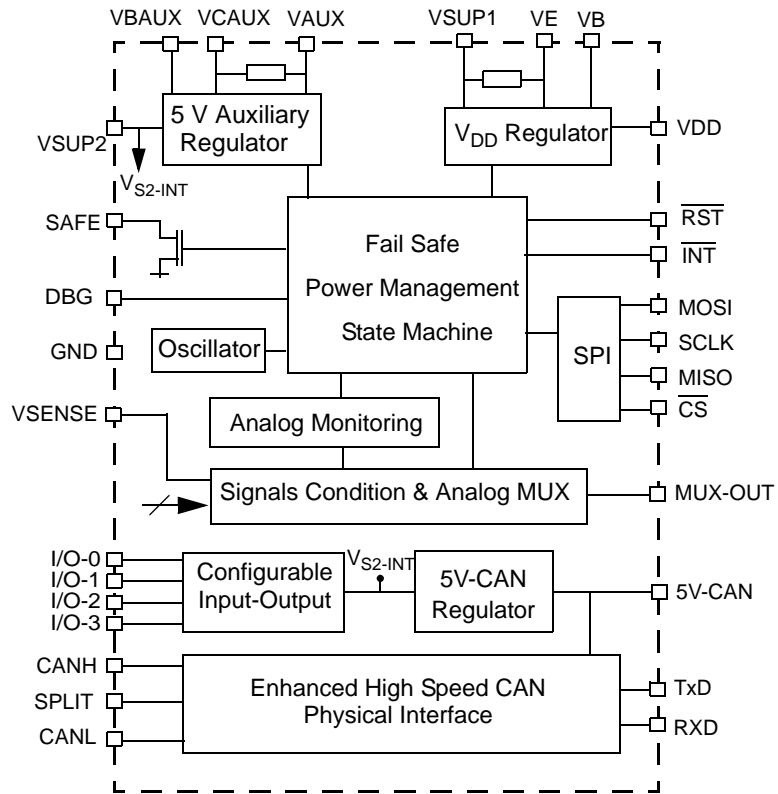 VBAUX VCAUX VAUX VSUP1 VE VB
5 V Auxiliary
Regulator
VDD Regulator
VDD
VSUP2
VS2-INT
SAFE
RST
Fail Safe
Power Management
State Machine
INT
DBG
MOSI
SCLK
MISO
CS
SPI
GND
Oscillator
VSENSE
Analog Monitoring
Signals Condition & Analog MUX
MUX-OUT
I/O-0
I/O-1
I/O-2
I/O-3
Configurable
Input-Output
VS2-INT
5V-CAN
Regulator
5V-CAN
CANH
SPLIT
CANL
Enhanced High Speed CAN
Physical Interface
TxD
RXD